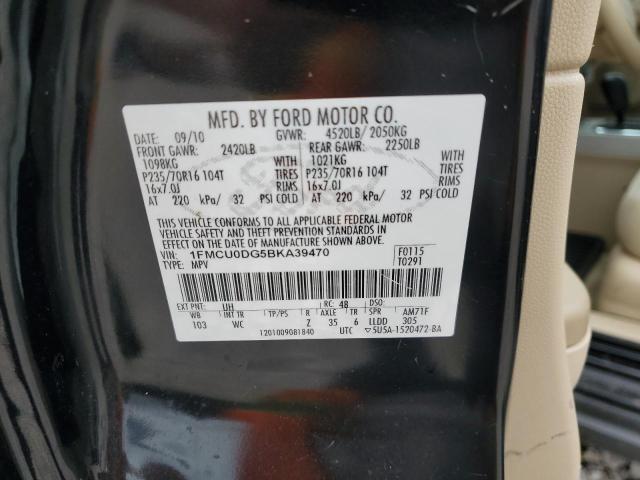 MFD. BY FORD MOTOR CO.
DATE: 09/10 GVWR: 4520LB/ 2050KG
FRONT GAWR: 2420LB REAR GAWR: 2250LB
1098KG 1021KG
P235/70R16 104T TIRES P235/70R16 104T TIRES
16x7.0J RIMS 16x7.0J RIMS
AT 220 kPa/ 32 PSI COLD AT 220 kPa/ 32 PSI COLD
THIS VEHICLE CONFORMS TO ALL APPLICABLE FEDERAL MOTOR
VEHICLE SAFETY AND THEFT PREVENTION STANDARDS IN
EFFECT ON THE DATE OF MANUFACTURE SHOWN ABOVE.
VIN: 1FMCU0DG5BKA39470 F0115
TYPE: MPV T0291
EXT PNT: UH RC: 48 DSO:
WB INT TR TP/PS R AXLE TR SPR AM71F
103 WC Z 35 6 LLDD 305
1201009081840 UTC 5U5A-1520472-BA